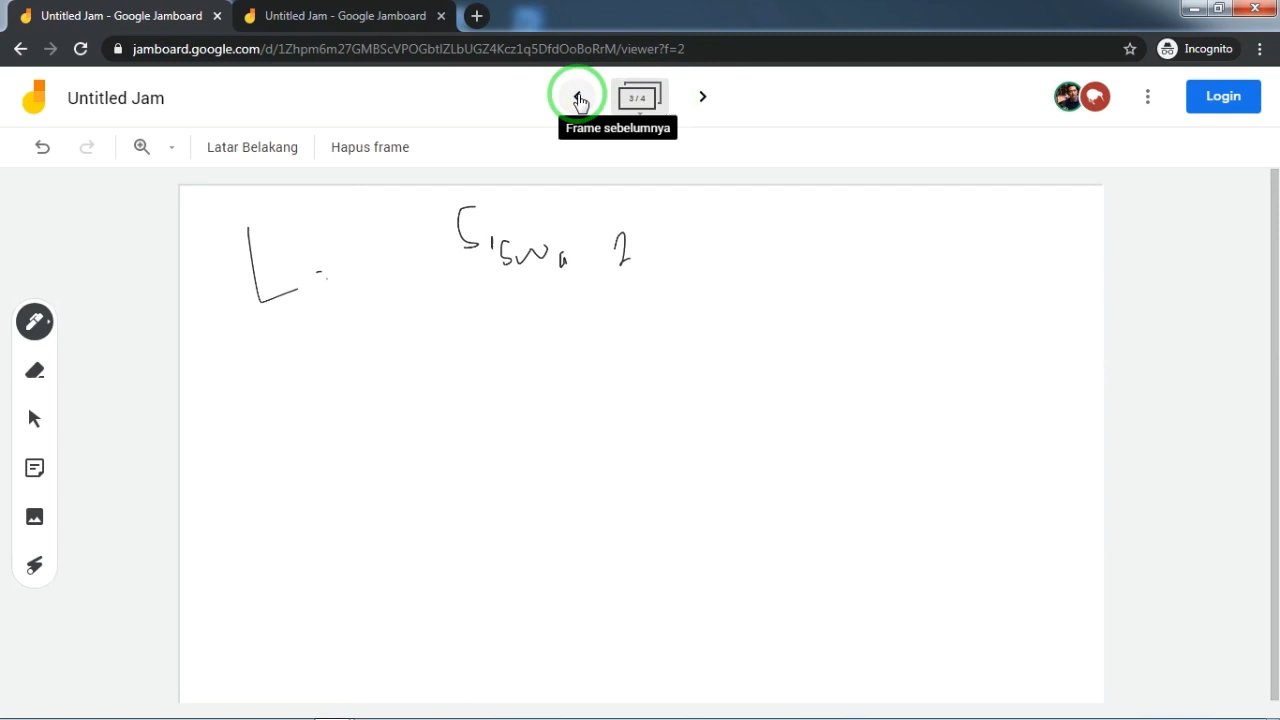 Untitled Jam - Google Jamboard
Untitled Jam - Google Jamboard
jamboard.google.com/d/1Zhpm6m27GMBScVPOGbtIZLbUGZ4Kcz1q5DfdOoBoRrM/viewer?f=2
Incognito
Untitled Jam
3 / 4
Login
Frame sebelumnya
Latar Belakang
Hapus frame
Siswa 2
L =